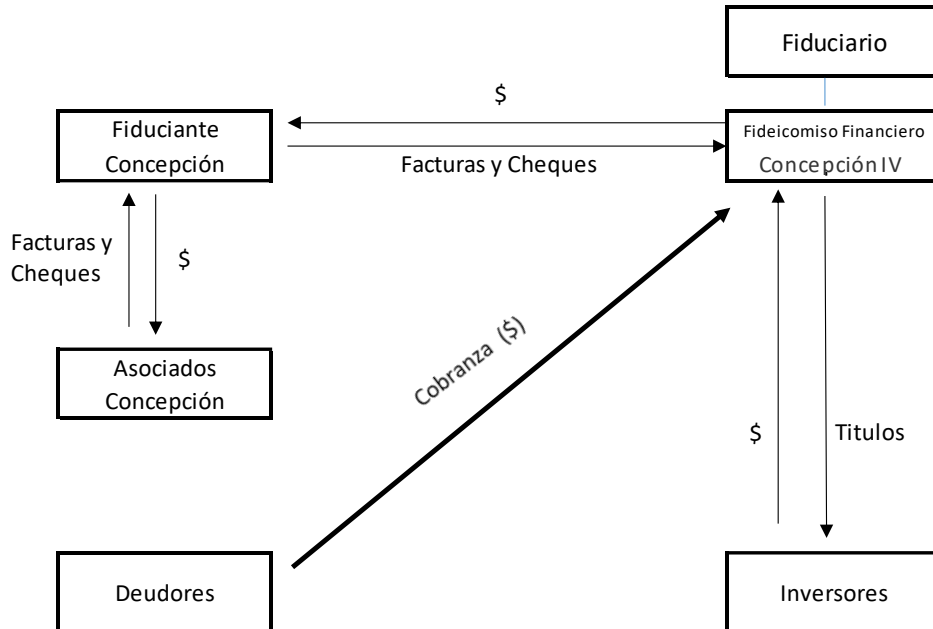 Fiduciario
$
Fiduciante
Concepción
Fideicomiso Financiero
Concepción IV
Facturas y Cheques
Facturas y
Cheques
$
Asociados
Concepción
Cobranza ($)
$
Titulos
Deudores
Inversores